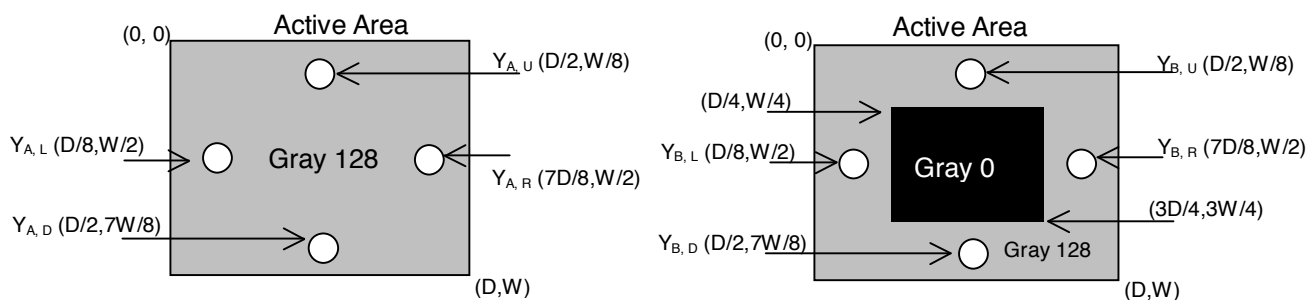 Active Area
(0, 0)
Y_A, U (D/2,W/8)
Y_A, L (D/8,W/2)
Gray 128
Y_A, R (7D/8,W/2)
Y_A, D (D/2,7W/8)
(D,W)
Active Area
(0, 0)
Y_B, U (D/2,W/8)
(D/4,W/4)
Y_B, L (D/8,W/2)
Gray 0
Y_B, R (7D/8,W/2)
(3D/4,3W/4)
Y_B, D (D/2,7W/8)
Gray 128
(D,W)